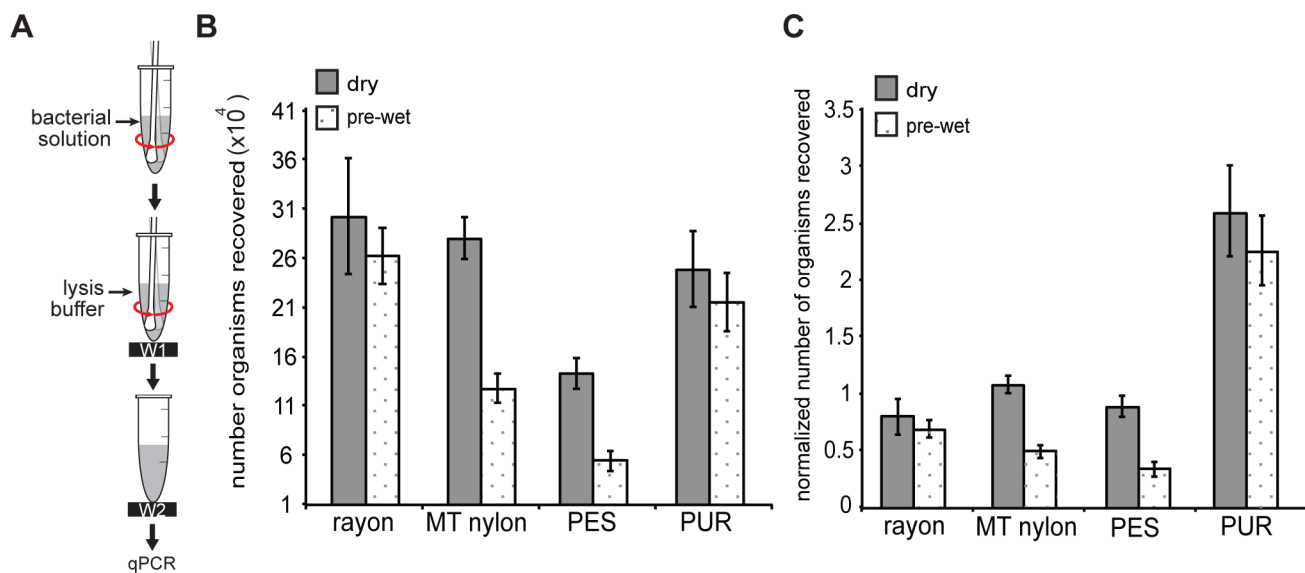 A
bacterial
solution
lysis
buffer
W1
W2
qPCR
B
dry
pre-wet
number organisms recovered (x10⁴)
41
36
31
26
21
16
11
6
1
rayon MT nylon PES PUR
C
dry
pre-wet
normalized number of organisms recovered
3.5
3
2.5
2
1.5
1
0.5
0
rayon MT nylon PES PUR